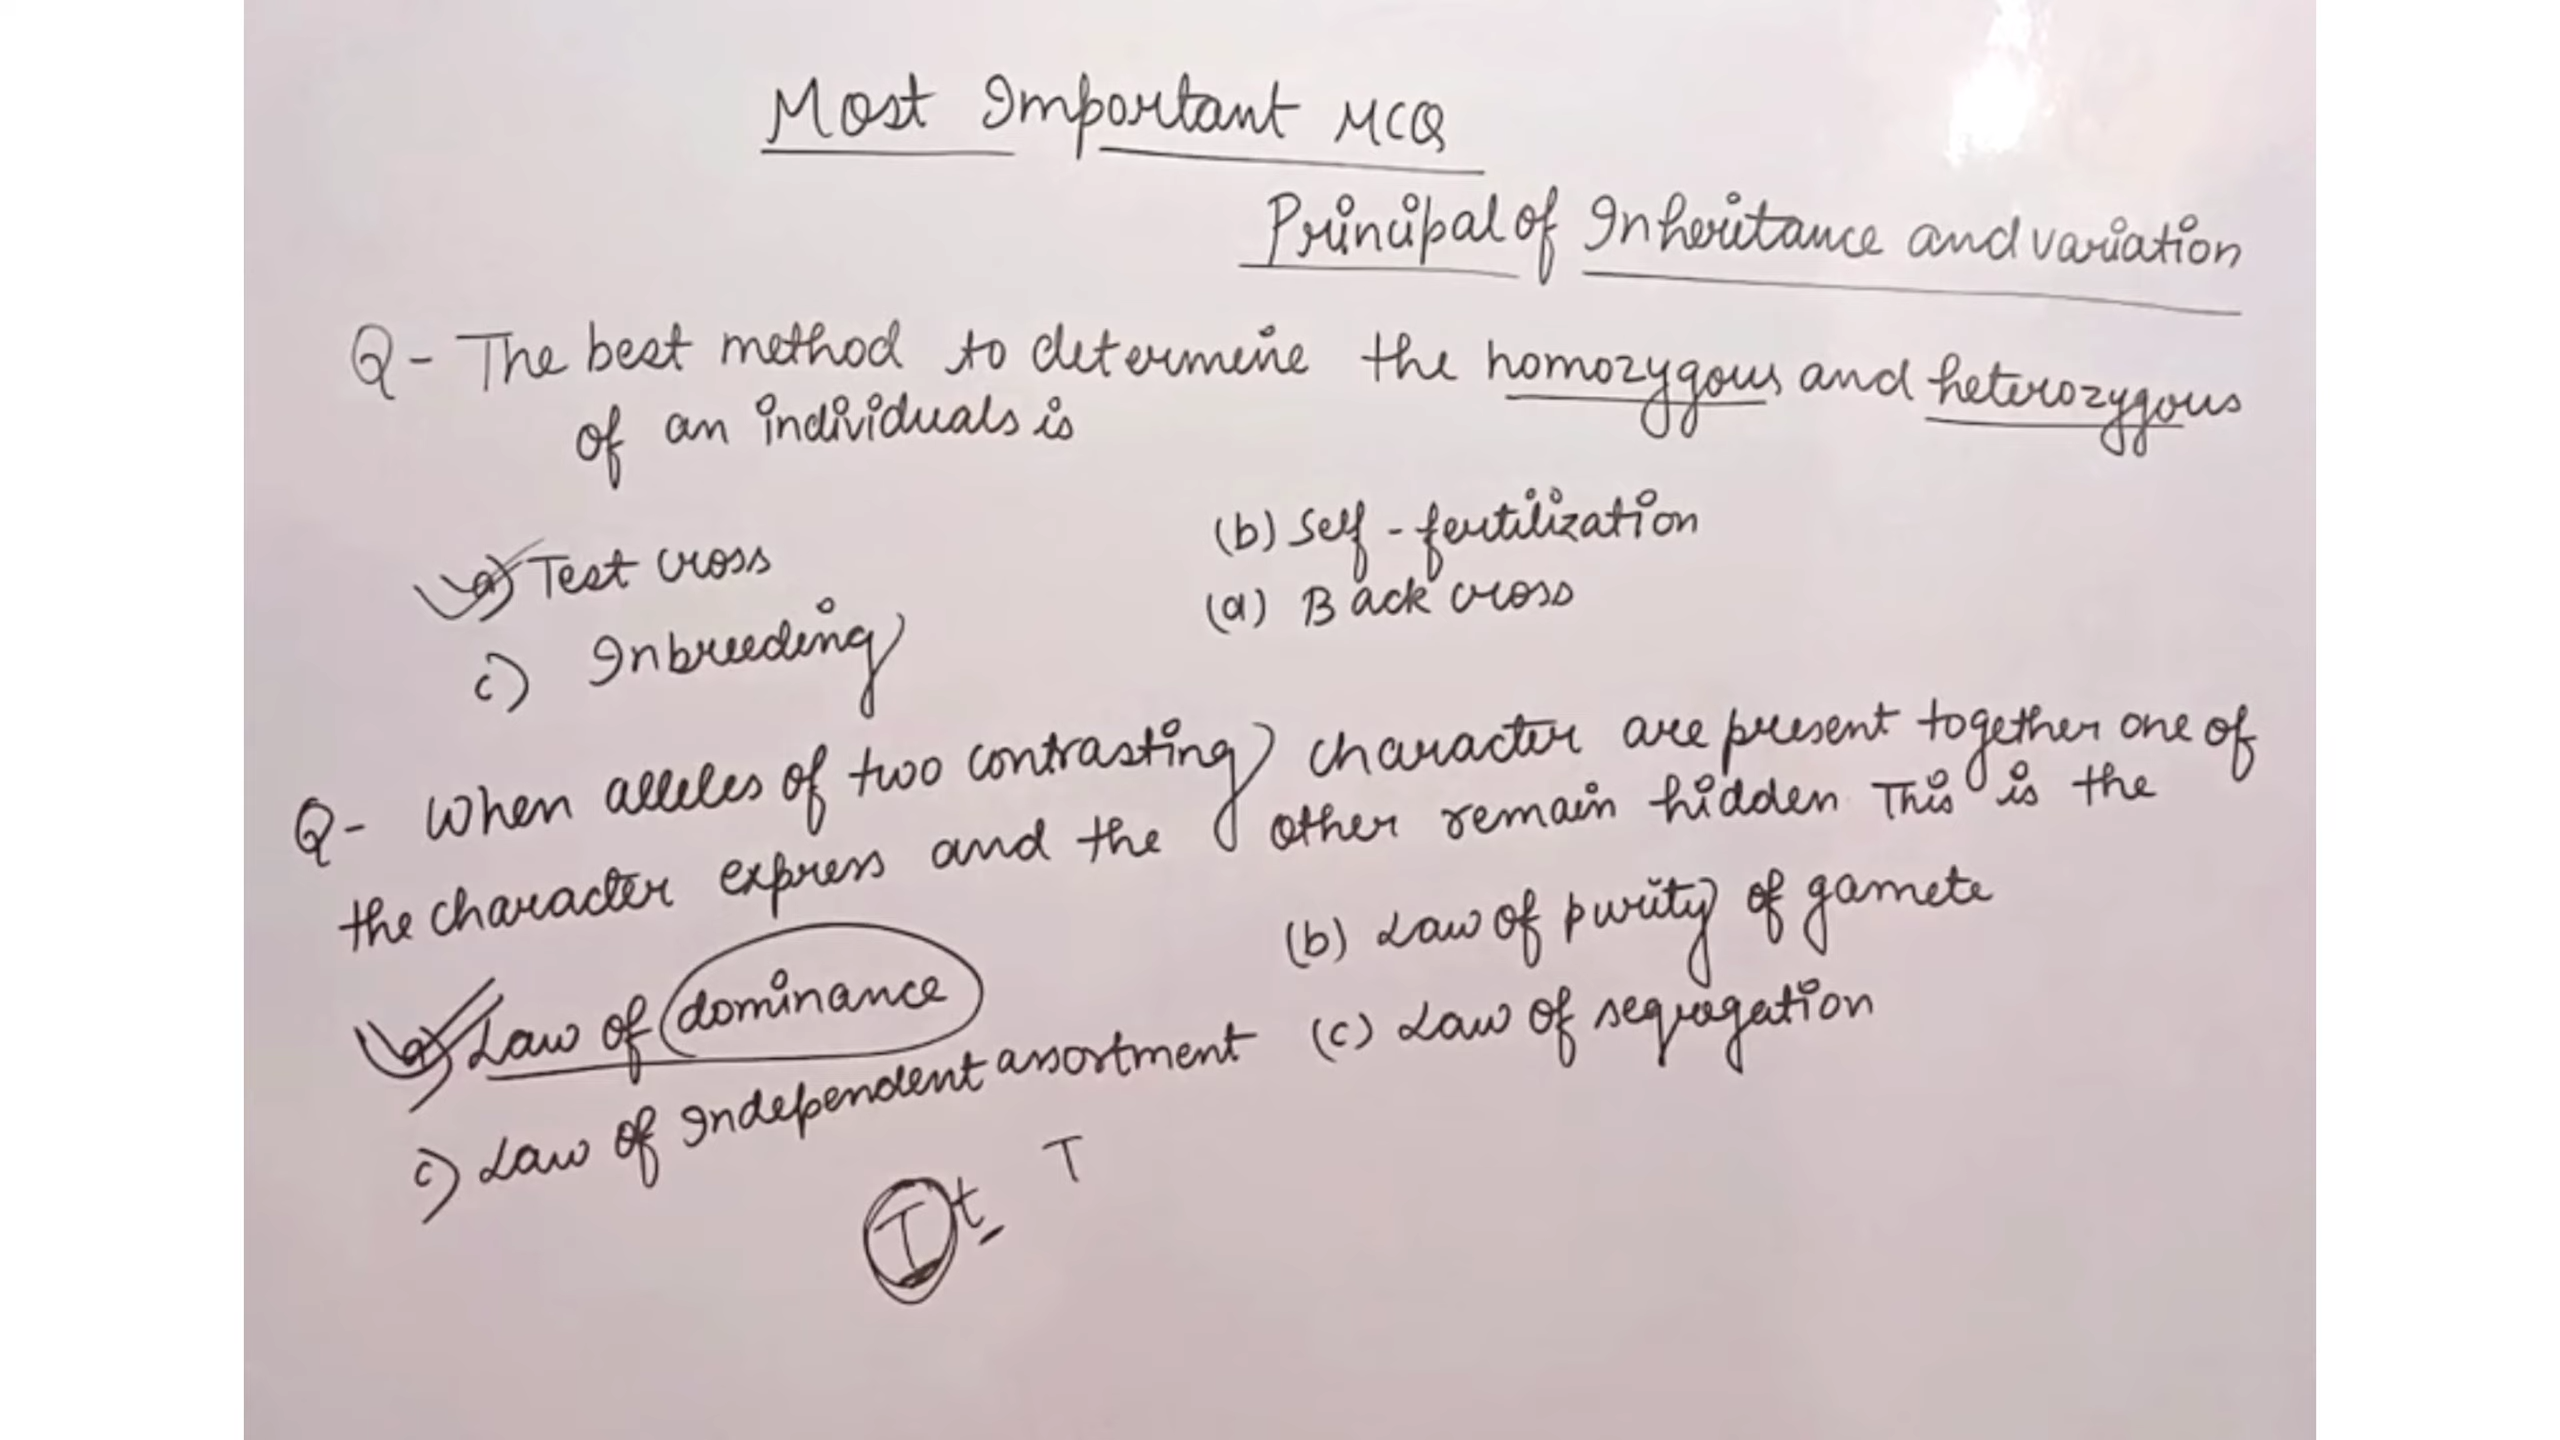 Most Important MCQ
Principal of Inheritance and variation
Q- The best method to determine the homozygous and heterozygous
of an individuals is
a) Test cross
(b) Self-fertilization
c) Inbreeding
(a) Back cross
Q- When alleles of two contrasting character are present together one of
the character express and the other remain hidden This is the
a) Law of dominance
(b) Law of purity of gamete
c) Law of Independent assortment
(c) Law of segregation
T t T